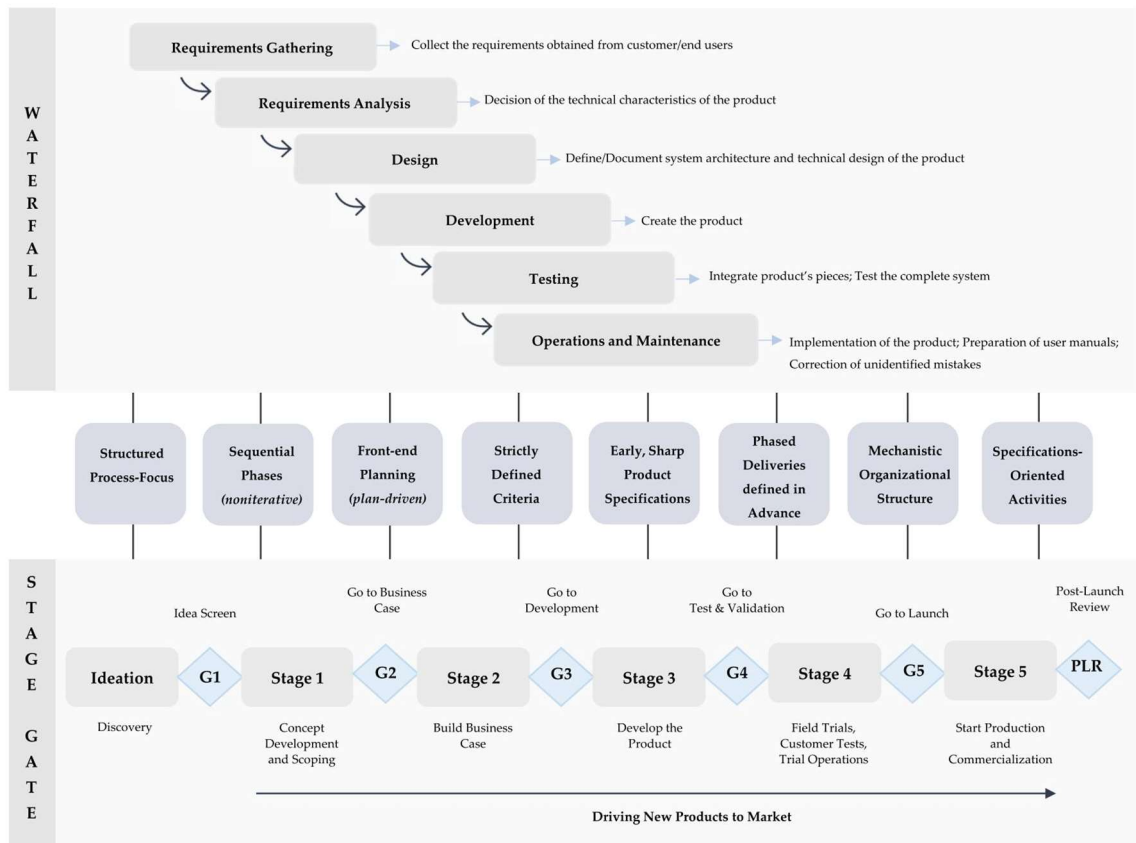 WATERFALL
Requirements Gathering
Collect the requirements obtained from customer/end users
Requirements Analysis
Decision of the technical characteristics of the product
Design
Define/Document system architecture and technical design of the product
Development
Create the product
Testing
Integrate product's pieces; Test the complete system
Operations and Maintenance
Implementation of the product; Preparation of user manuals;
Correction of unidentified mistakes
Structured
Process-Focus
Sequential
Phases
(noniterative)
Front-end
Planning
(plan-driven)
Strictly
Defined
Criteria
Early, Sharp
Product
Specifications
Phased
Deliveries
defined in
Advance
Mechanistic
Organizational
Structure
Specifications-
Oriented
Activities
STAGE GATE
Idea Screen
Go to Business
Case
Go to
Development
Go to
Test & Validation
Go to Launch
Post-Launch
Review
Ideation
G1
Stage 1
G2
Stage 2
G3
Stage 3
G4
Stage 4
G5
Stage 5
PLR
Discovery
Concept
Development
and Scoping
Build Business
Case
Develop the
Product
Field Trials,
Customer Tests,
Trial Operations
Start Production
and
Commercialization
Driving New Products to Market